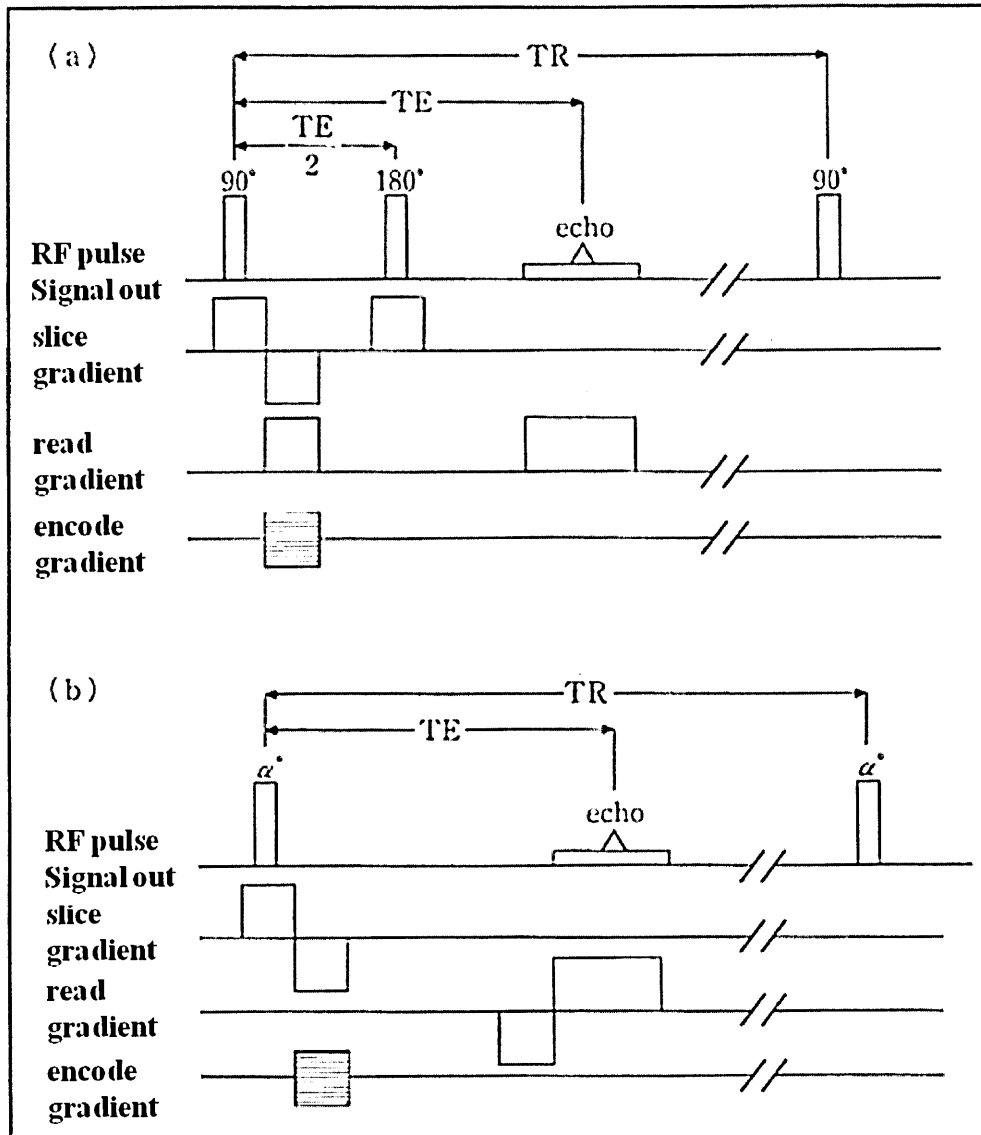 (a)
TR
TE
TE
2
90°
180°
90°
echo
RF pulse
Signal out
slice
gradient
read
gradient
encode
gradient
(b)
TR
TE
α°
α°
echo
RF pulse
Signal out
slice
gradient
read
gradient
encode
gradient